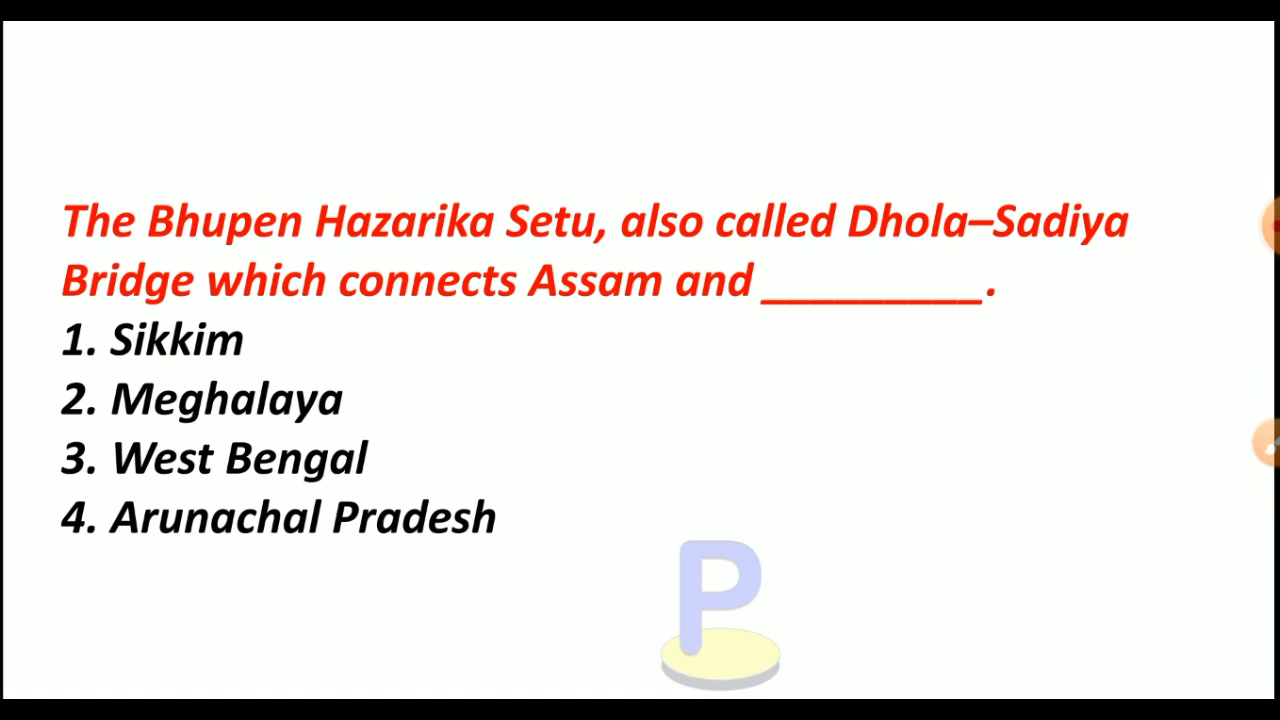 The Bhupen Hazarika Setu, also called Dhola–Sadiya
Bridge which connects Assam and _________.
1. Sikkim
2. Meghalaya
3. West Bengal
4. Arunachal Pradesh
P